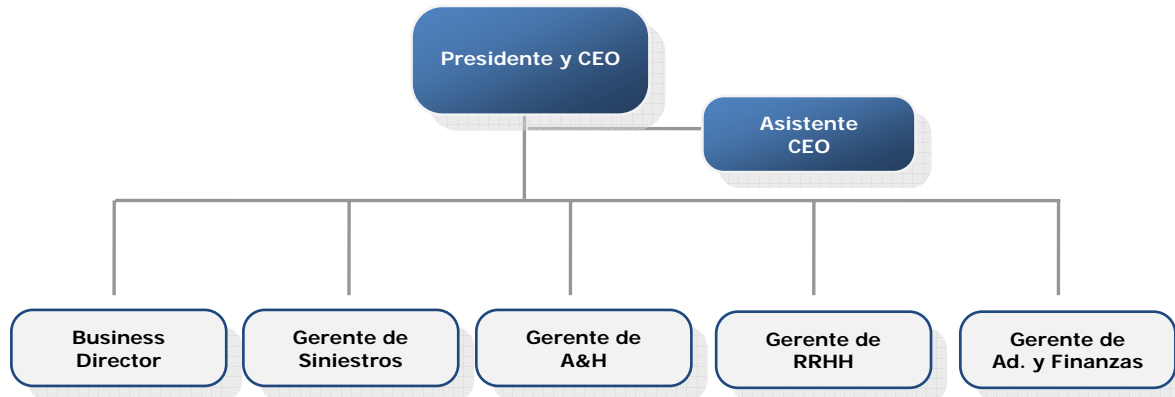 Presidente y CEO
Asistente
CEO
Business
Director
Gerente de
Siniestros
Gerente de
A&H
Gerente de
RRHH
Gerente de
Ad. y Finanzas